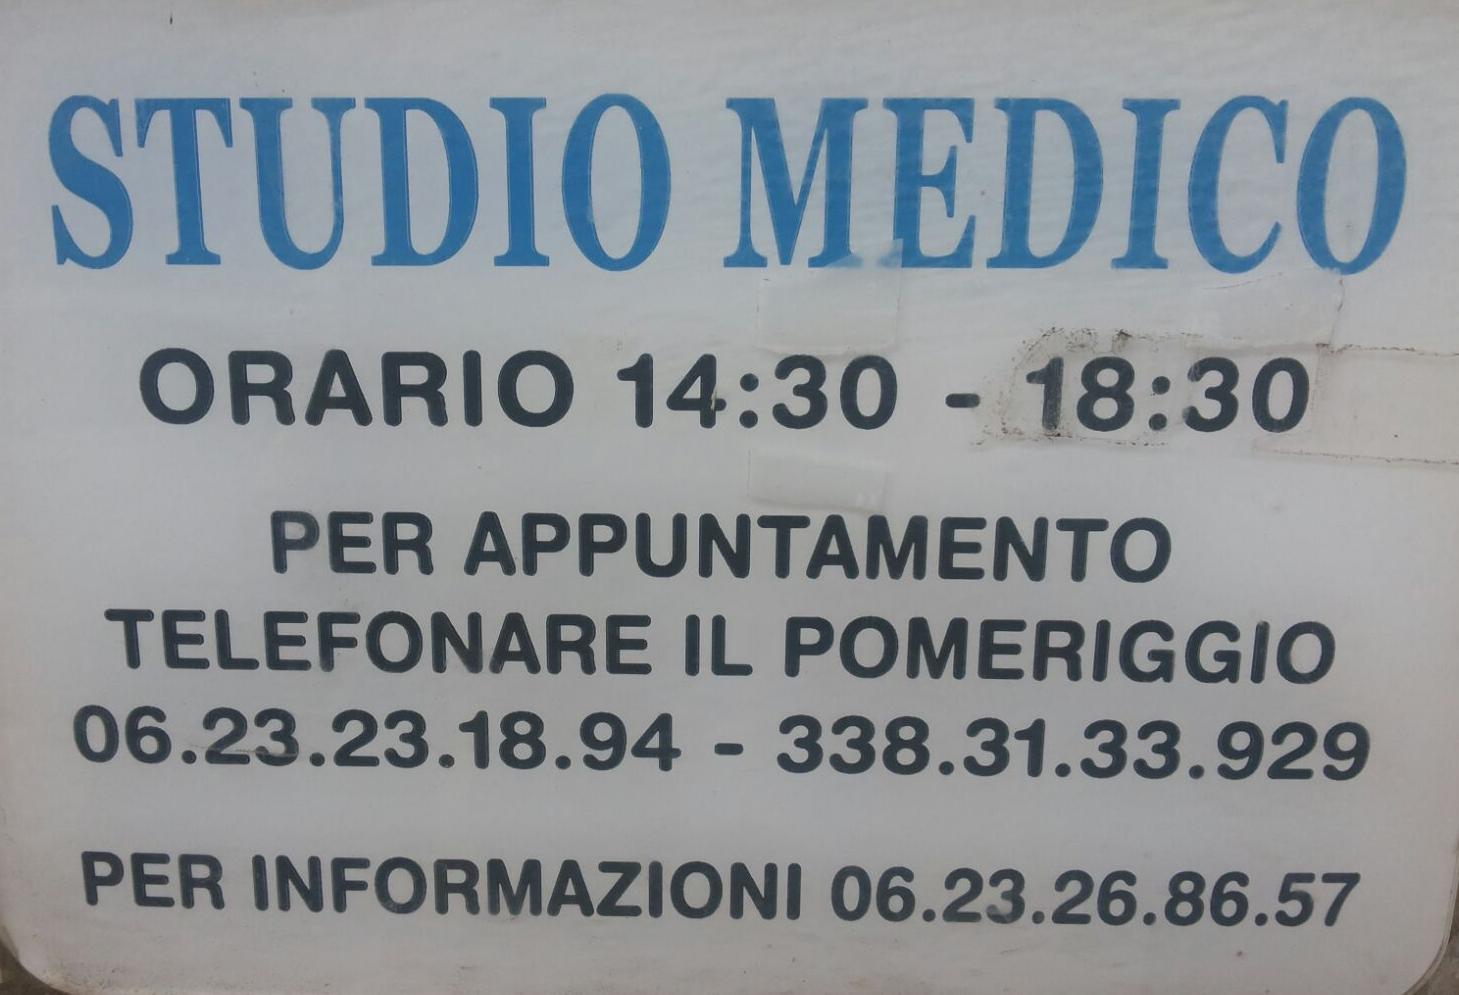 STUDIO MEDICO
ORARIO 14:30 - 18:30
PER APPUNTAMENTO
TELEFONARE IL POMERIGGIO
06.23.23.18.94 - 338.31.33.929
PER INFORMAZIONI 06.23.26.86.57